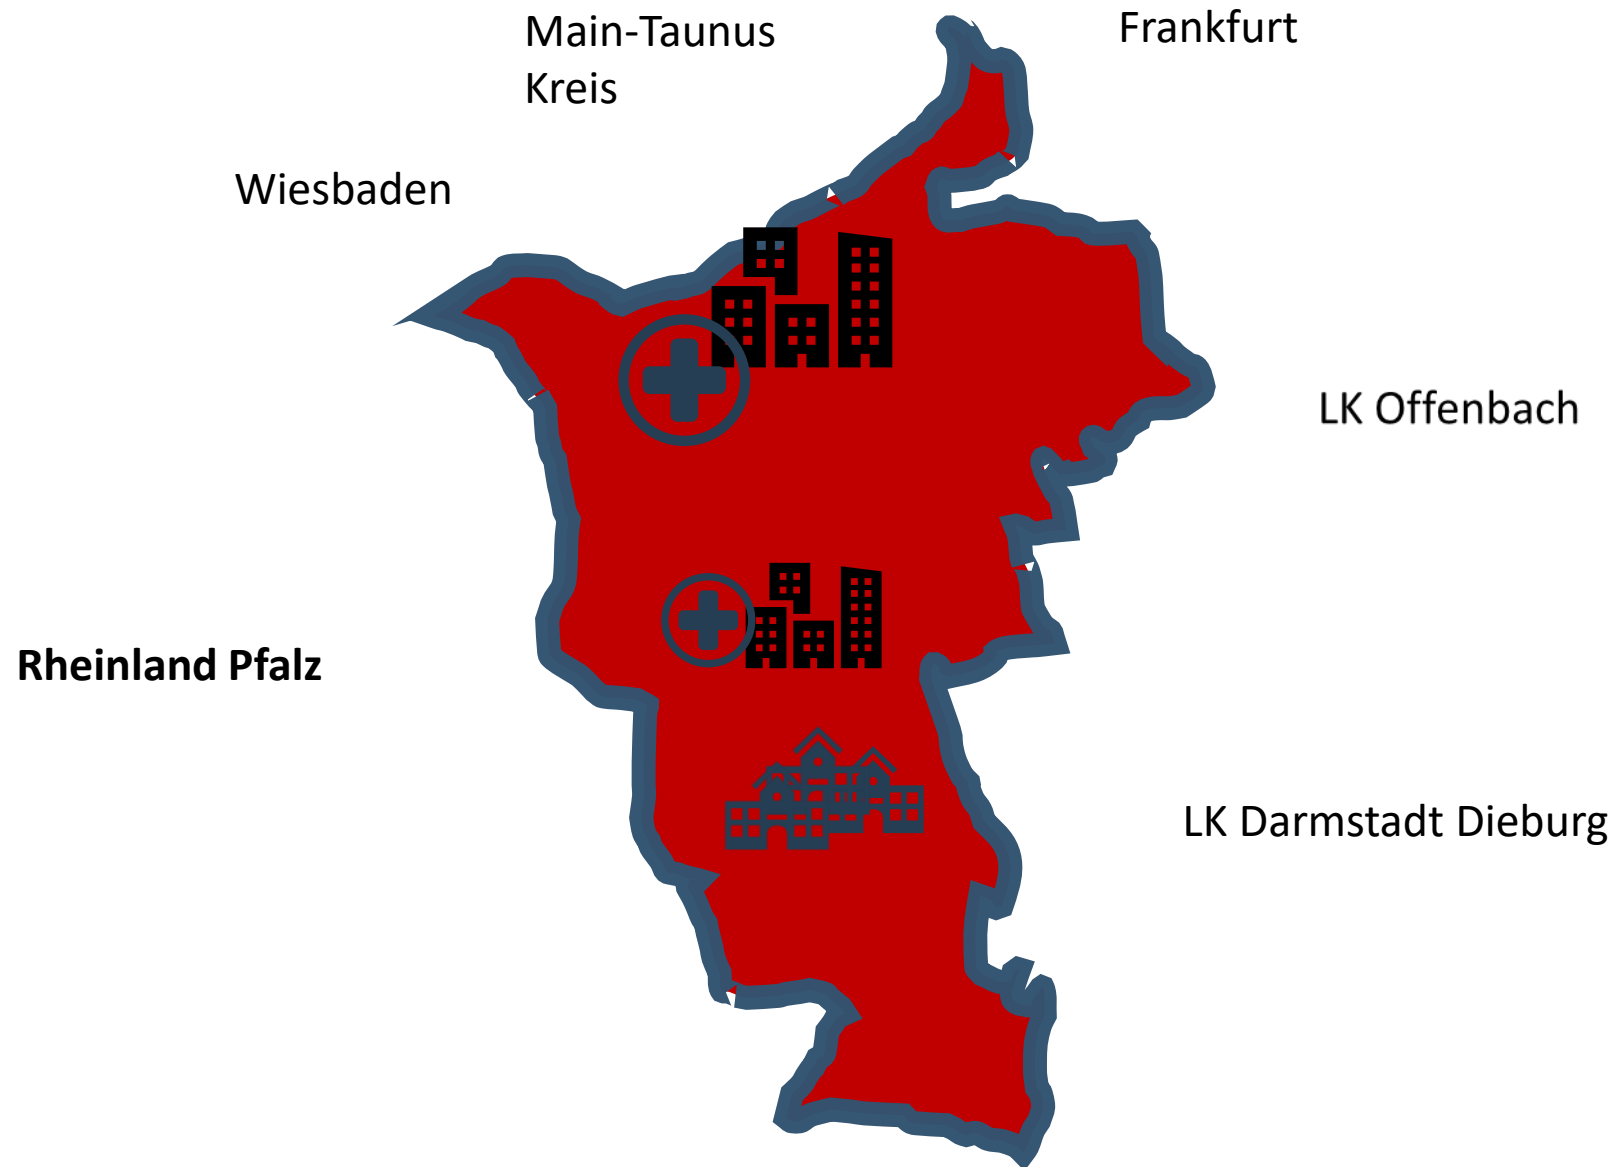 Main-Taunus
Kreis
Frankfurt
Wiesbaden
LK Offenbach
Rheinland Pfalz
LK Darmstadt Dieburg